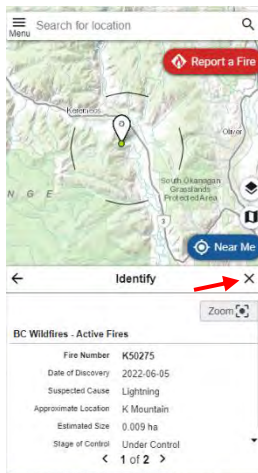 Menu
Search for location
Report a Fire
Keremeos
Oliver
South Okanagan
Grasslands
Protected Area
N G E
Near Me
Identify
Zoom
BC Wildfires - Active Fires
Fire Number K50275
Date of Discovery 2022-06-05
Suspected Cause Lightning
Approximate Location K Mountain
Estimated Size 0.009 ha
Stage of Control Under Control
1 of 2